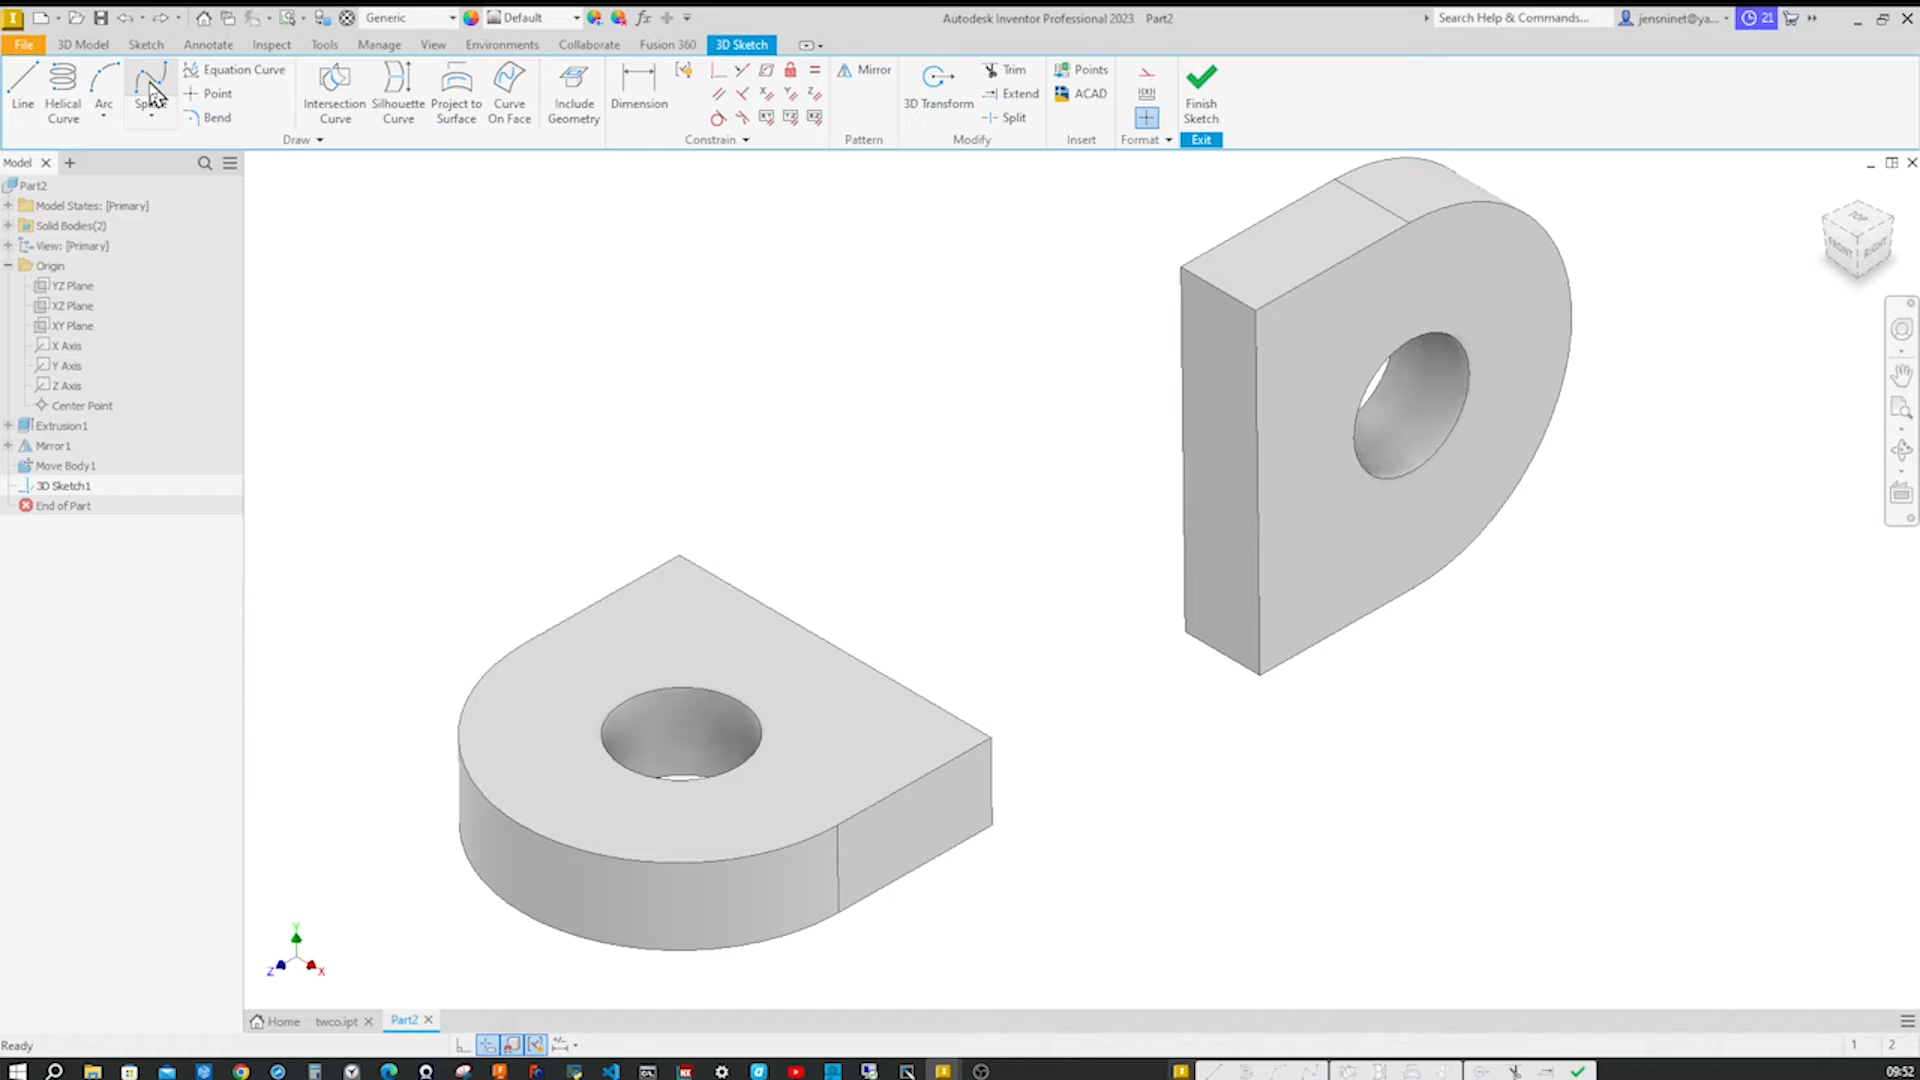 Generic
Default
fx
Autodesk Inventor Professional 2023 Part2
Search Help & Commands...
jensninet@ya...
21
File
3D Model
Sketch
Annotate
Inspect
Tools
Manage
View
Environments
Collaborate
Fusion 360
3D Sketch
Line
Helical
Curve
Arc
Equation Curve
Point
Bend
Intersection
Curve
Silhouette
Curve
Project to
Surface
Curve
On Face
Include
Geometry
Dimension
Mirror
3D Transform
Trim
Extend
Split
Points
ACAD
Finish
Sketch
Draw
Constrain
Pattern
Modify
Insert
Format
Exit
Model
Part2
Model States: [Primary]
Solid Bodies(2)
View: [Primary]
Origin
YZ Plane
XZ Plane
XY Plane
X Axis
Y Axis
Z Axis
Center Point
Extrusion1
Mirror1
Move Body1
3D Sketch1
End of Part
TOP
FRONT
RIGHT
Y
Z
X
Home
twco.ipt
Part2
Ready
1
2
09:52